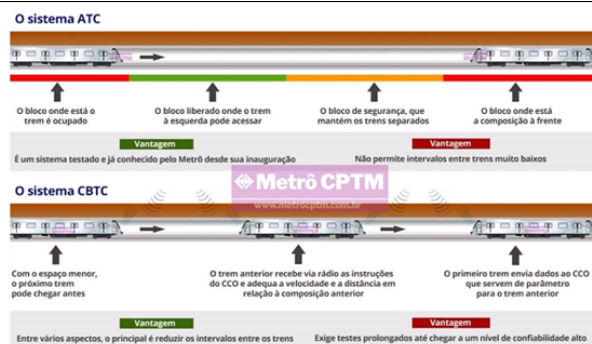 O sistema ATC
O bloco onde está o
trem é ocupado
O bloco liberado onde o trem
à esquerda pode acessar
O bloco de segurança, que
mantém os trens separados
O bloco onde está
a composição à frente
Vantagem
É um sistema testado e já conhecido pelo Metrô desde sua inauguração
Vantagem
Não permite intervalos entre trens muito baixos
Metrô CPTM
www.metrocptm.com.br
O sistema CBTC
Com o espaço menor,
o próximo trem
pode chegar antes
O trem anterior recebe via rádio as instruções
do CCO e adequa a velocidade e a distância em
relação à composição anterior
O primeiro trem envia dados ao CCO
que servem de parâmetro
para o trem anterior
Vantagem
Entre vários aspectos, o principal é reduzir os intervalos entre os trens
Vantagem
Exige testes prolongados até chegar a um nível de confiabilidade alto